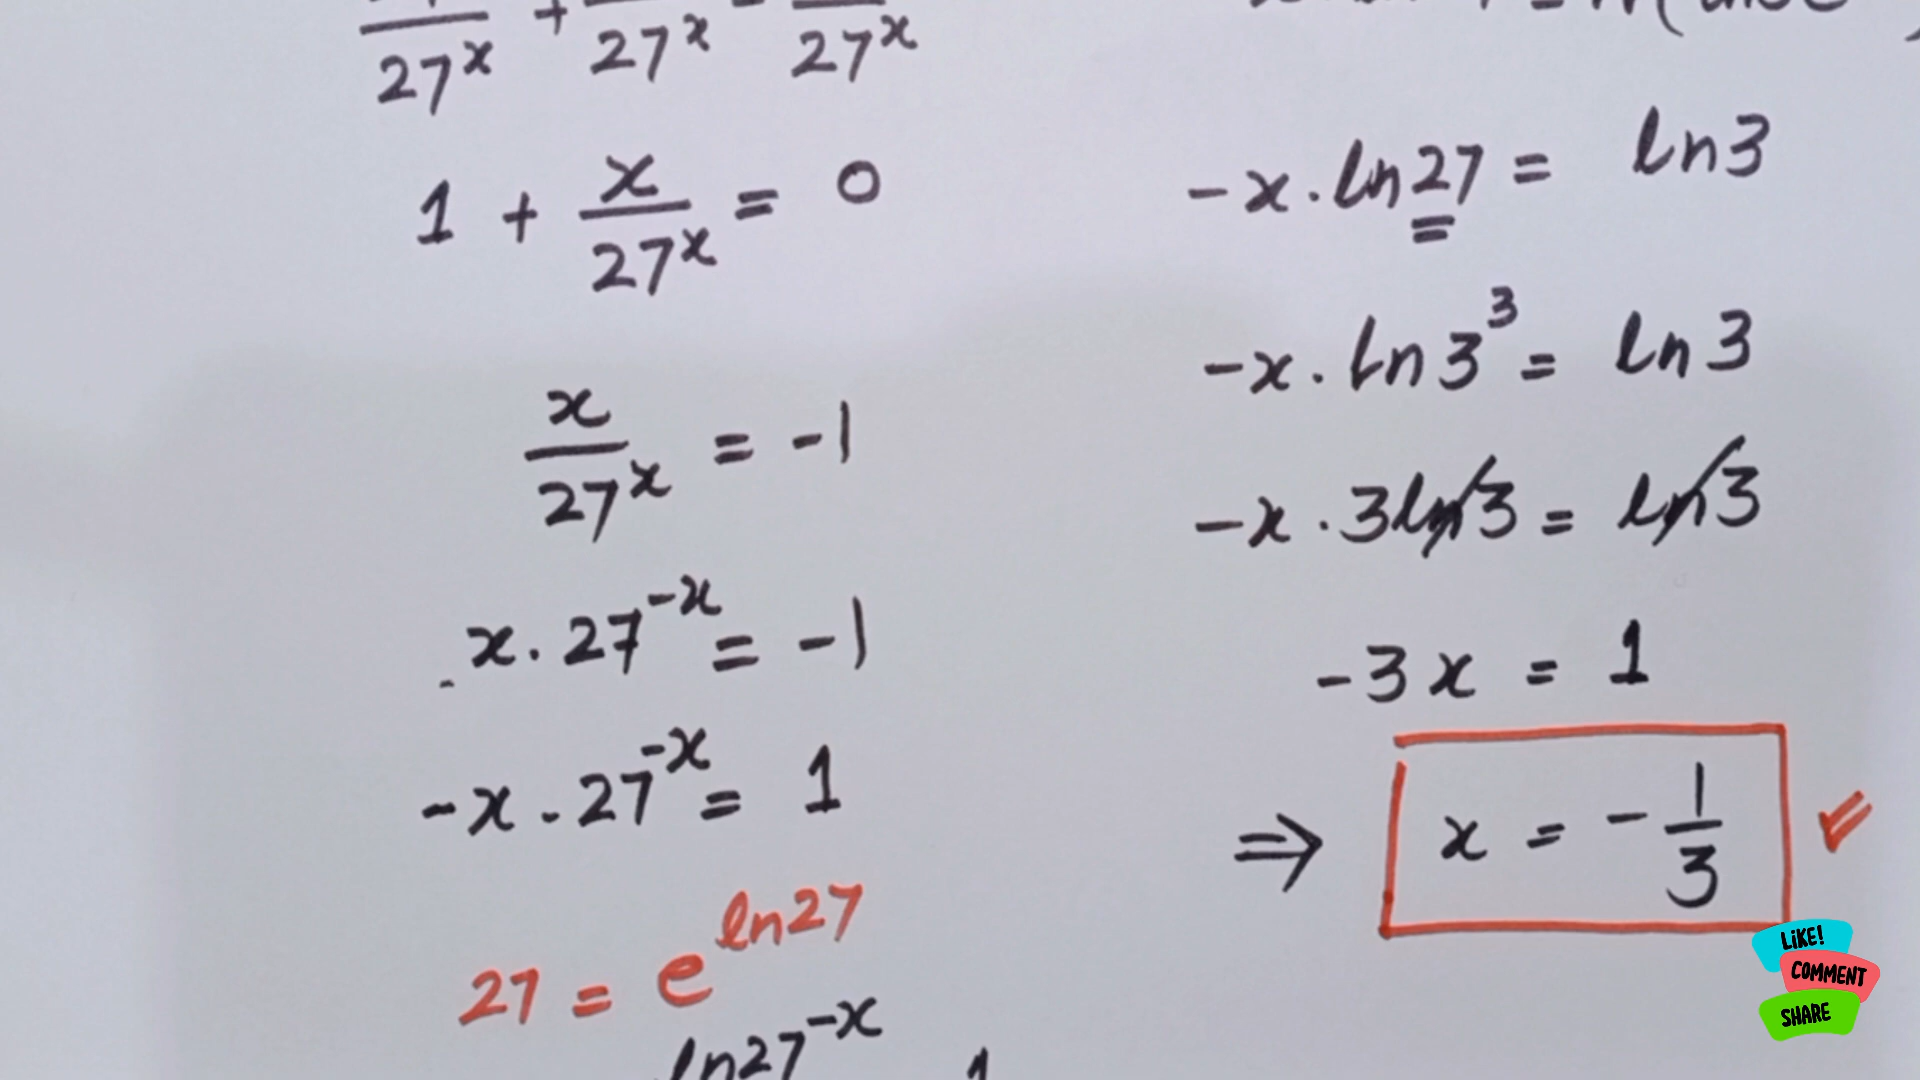 27^x + 27^x = 27^x
1 + x/27^x = 0
x/27^x = -1
x . 27^-x = -1
-x . 27^-x = 1
27 = e^ln27
ln27^-x
-x . ln27 = ln3
-x . ln3^3 = ln3
-x . 3ln3 = ln3
-3x = 1
⇒ x = -1/3 ✓
LIKE!
COMMENT
SHARE